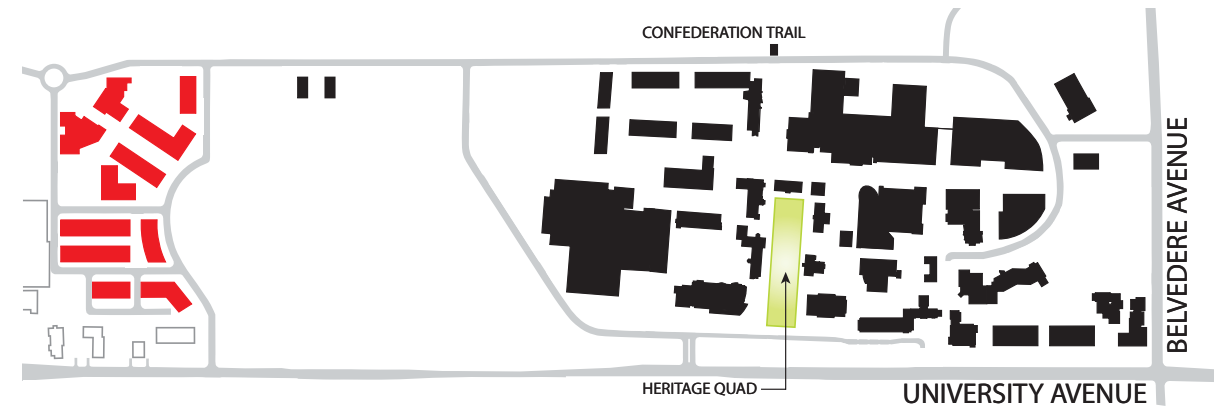 CONFEDERATION TRAIL
BELVEDERE AVENUE
HERITAGE QUAD
UNIVERSITY AVENUE